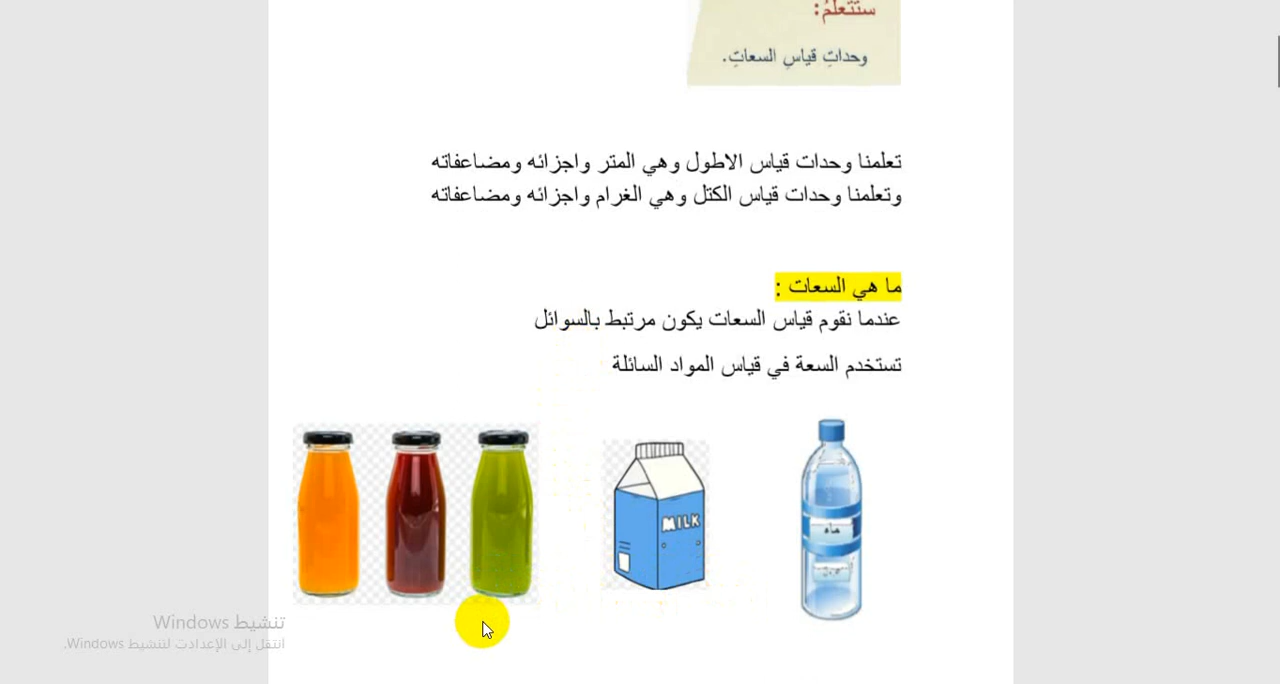 ستتعلمُ:
وحداتِ قياسِ السعاتِ.
تعلمنا وحدات قياس الاطول وهي المتر واجزائه ومضاعفاته
وتعلمنا وحدات قياس الكتل وهي الغرام واجزائه ومضاعفاته
ما هي السعات :
عندما نقوم قياس السعات يكون مرتبط بالسوائل
تستخدم السعة في قياس المواد السائلة
MILK
ماء
تنشيط Windows
انتقل إلى الإعدادت لتنشيط Windows.